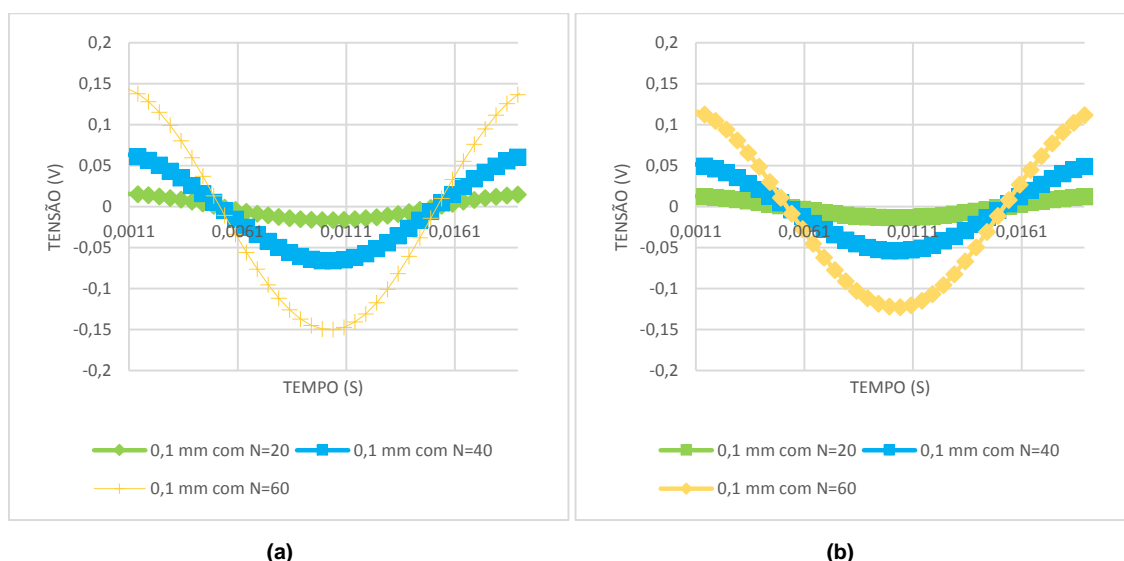 0,2
0,15
0,1
0,05
0
-0,05
-0,1
-0,15
-0,2
0,0011 0,0061 0,0111 0,0161
TENSÃO (V)
TEMPO (S)
0,1 mm com N=20 0,1 mm com N=40
0,1 mm com N=60
(a)
0,2
0,15
0,1
0,05
0
-0,05
-0,1
-0,15
-0,2
0,0011 0,0061 0,0111 0,0161
TENSÃO (V)
TEMPO (S)
0,1 mm com N=20 0,1 mm com N=40
0,1 mm com N=60
(b)